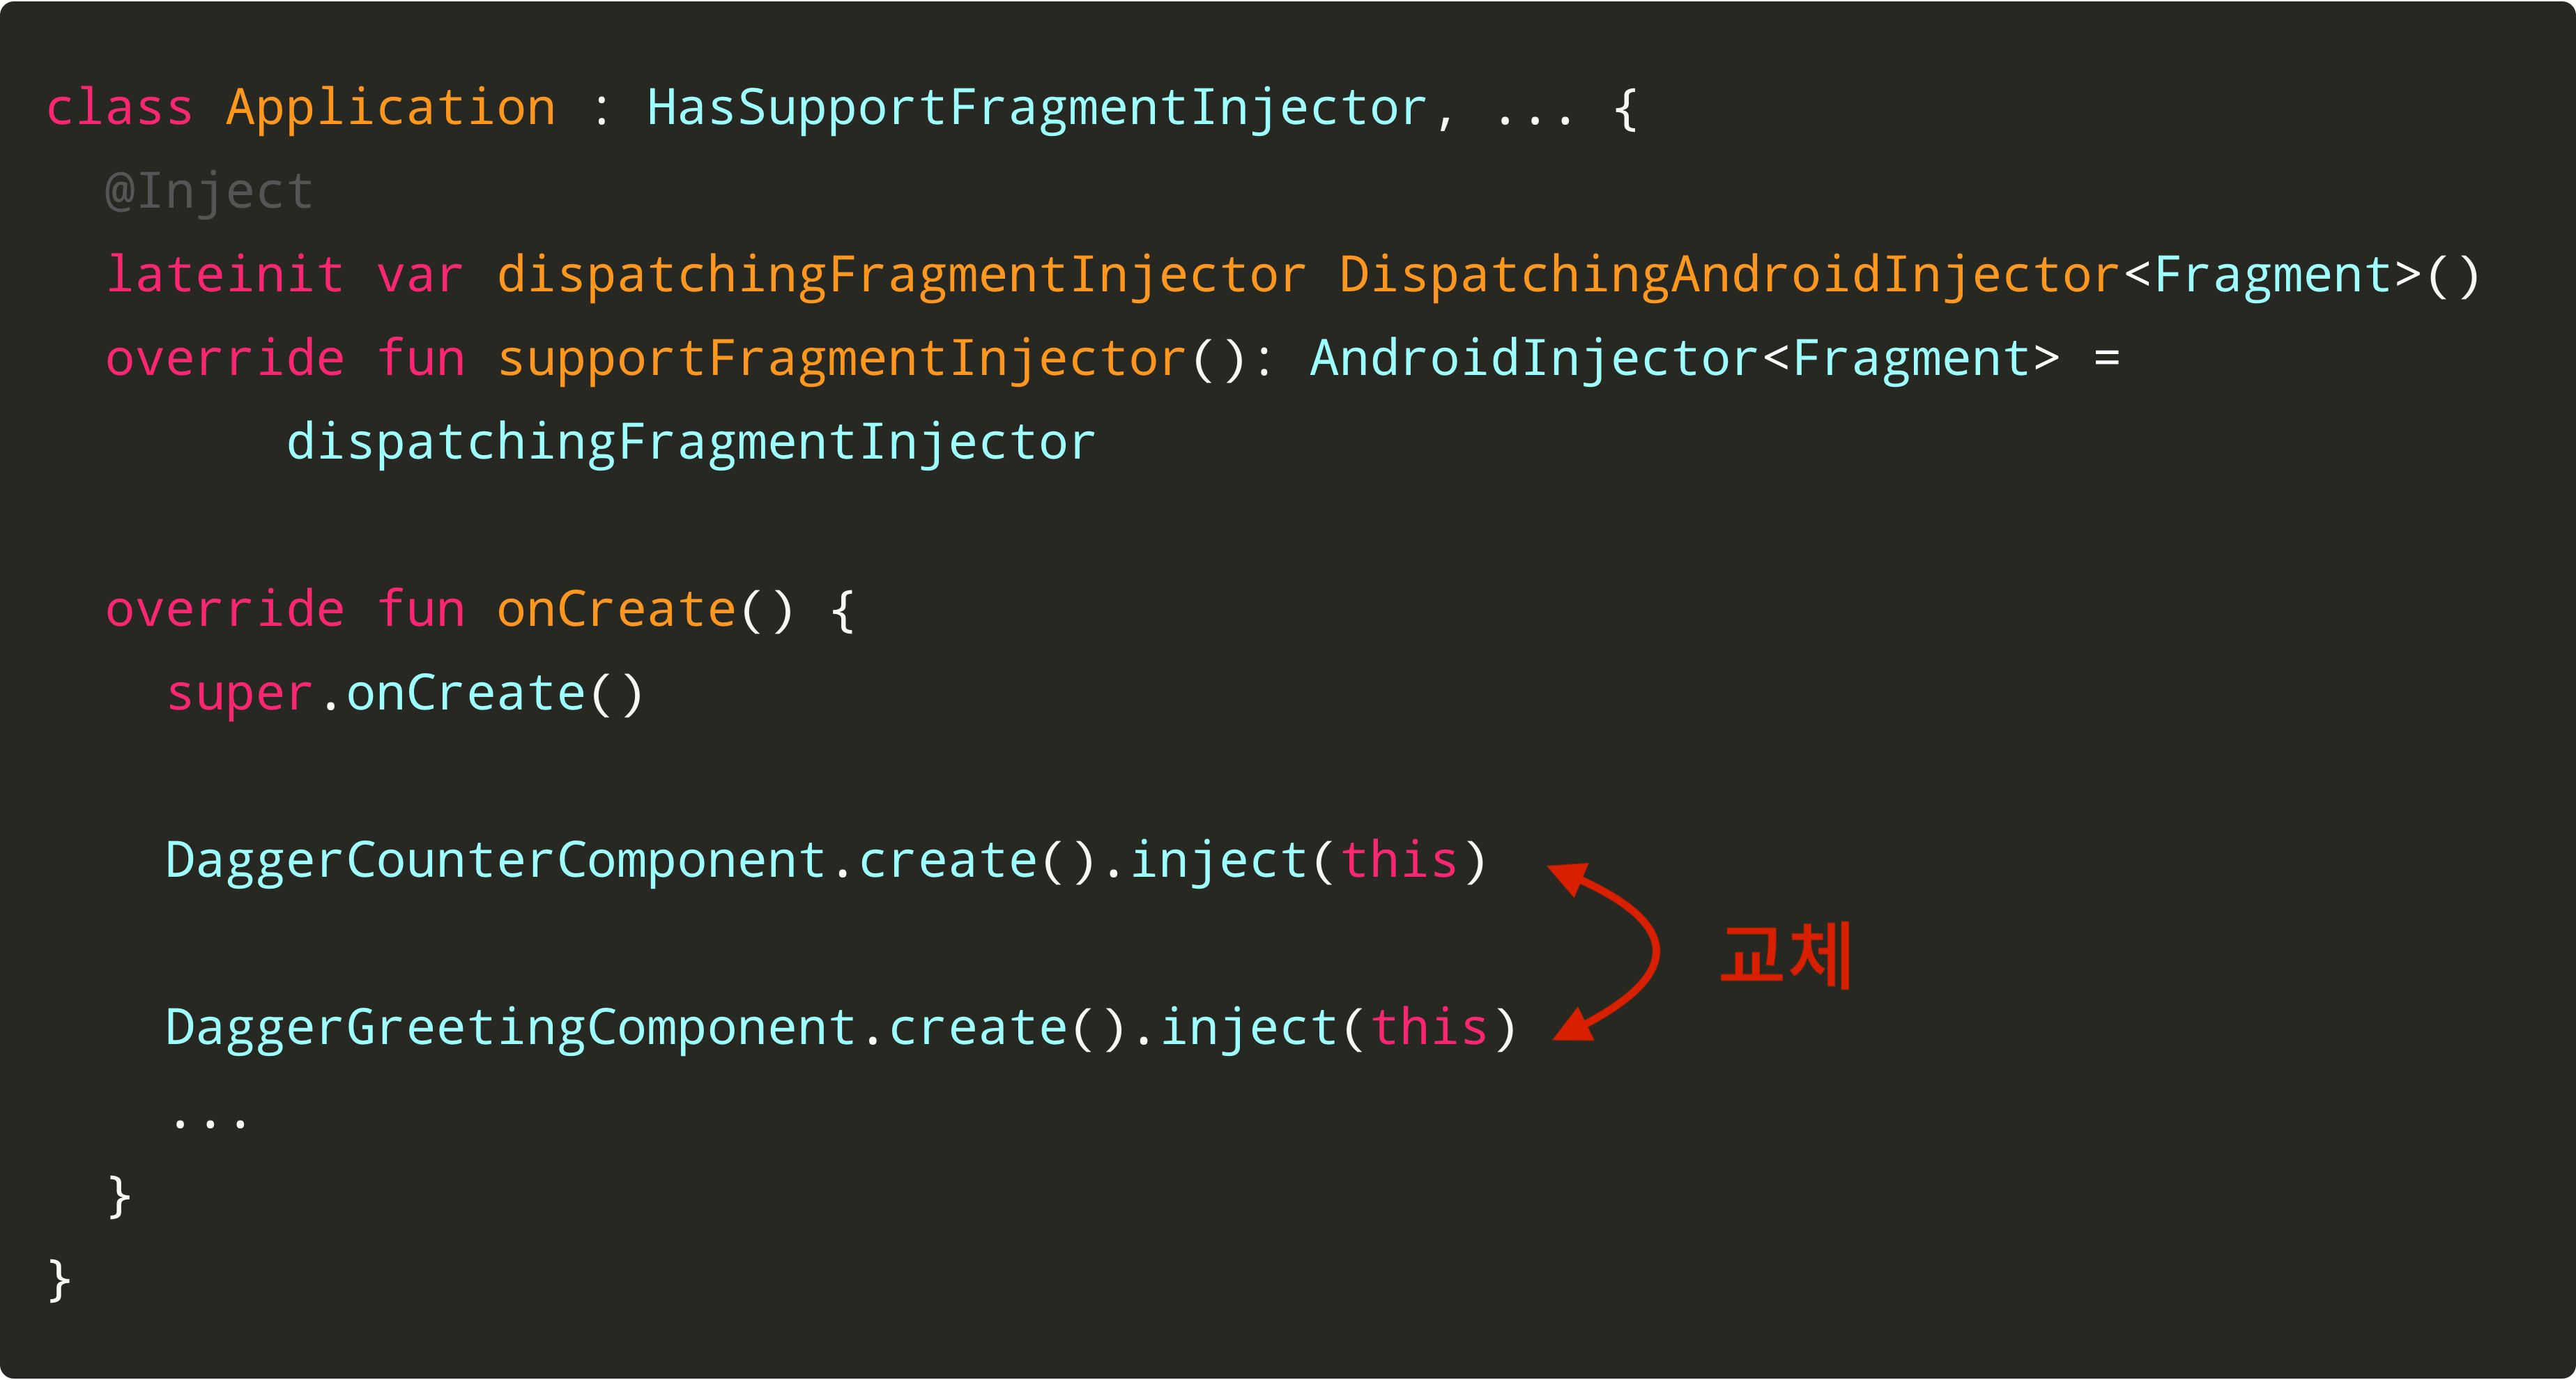 class Application : HasSupportFragmentInjector, ... {
@Inject
lateinit var dispatchingFragmentInjector DispatchingAndroidInjector<Fragment>()
override fun supportFragmentInjector(): AndroidInjector<Fragment> =
dispatchingFragmentInjector
override fun onCreate() {
super.onCreate()
DaggerCounterComponent.create().inject(this)
교체
DaggerGreetingComponent.create().inject(this)
...
}
}